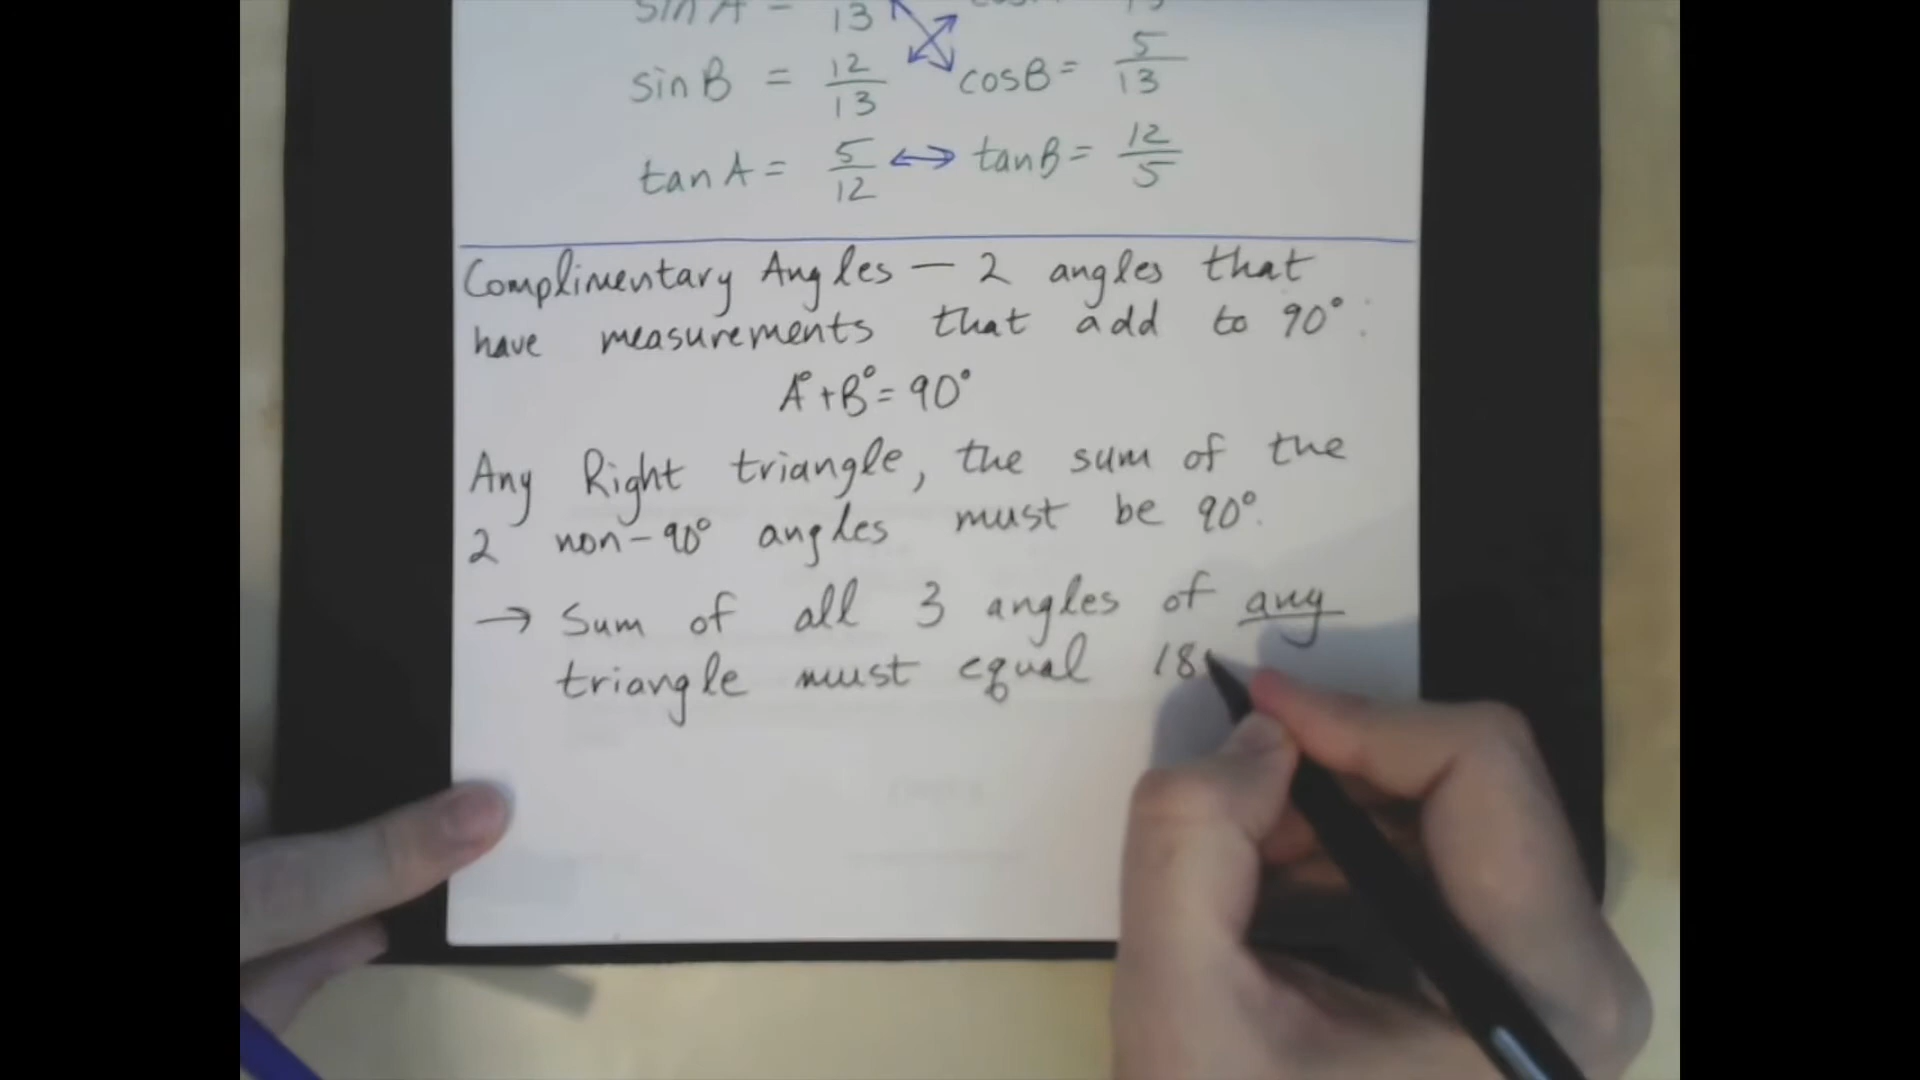 sin A = 13
sin B = 12/13 cos B = 5/13
tan A = 5/12 ↔ tan B = 12/5
Complimentary Angles — 2 angles that
have measurements that add to 90° :
A° + B° = 90°
Any Right triangle, the sum of the
2 non-90° angles must be 90°.
→ Sum of all 3 angles of any
triangle must equal 18